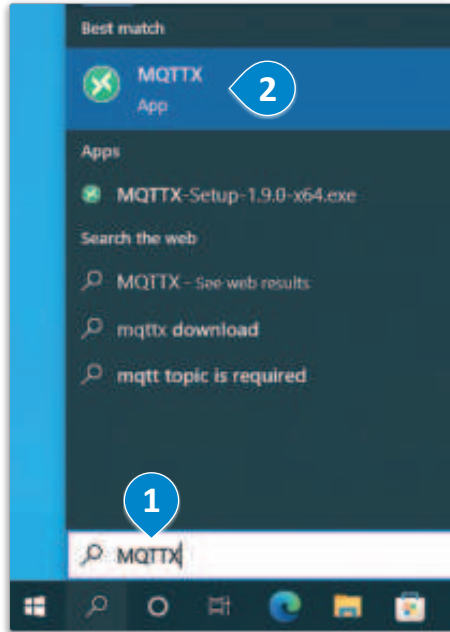 Best match
MQTTX
App
2
Apps
MQTTX-Setup-1.9.0-x64.exe
Search the web
MQTTX - See web results
mqttx download
mqtt topic is required
1
MQTTX